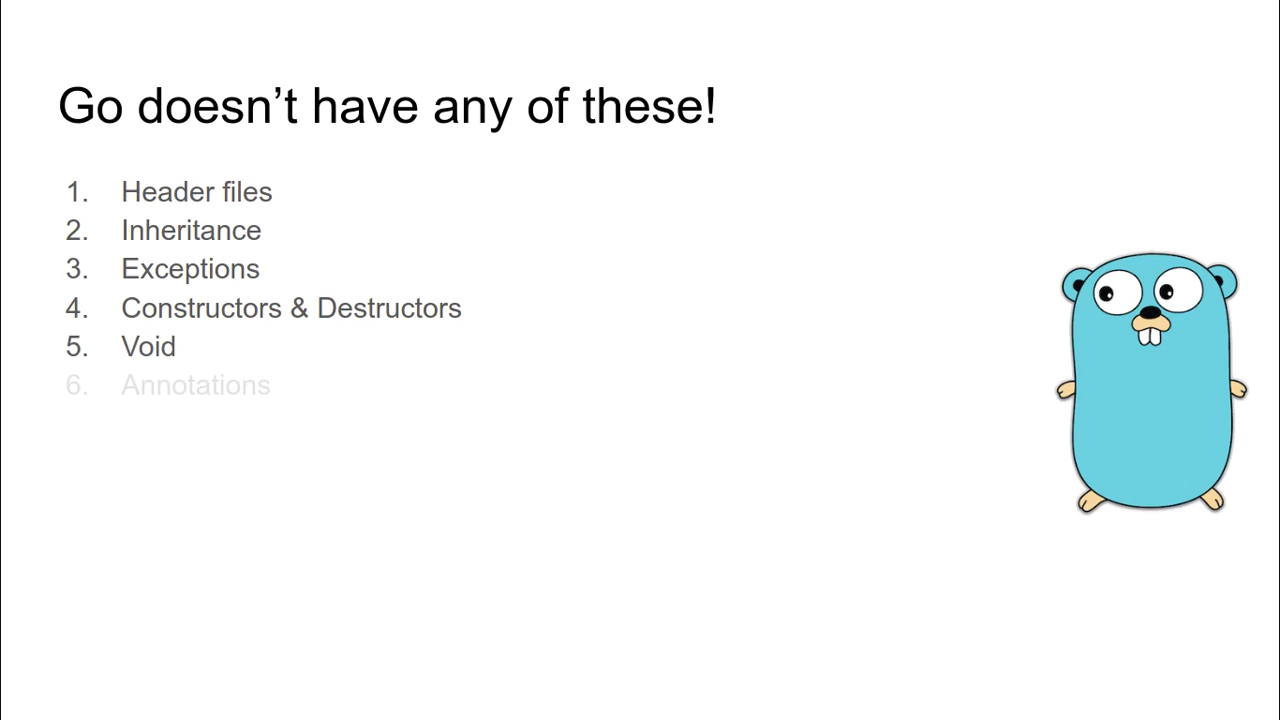 Go doesn’t have any of these!
1. Header files
2. Inheritance
3. Exceptions
4. Constructors & Destructors
5. Void
6. Annotations